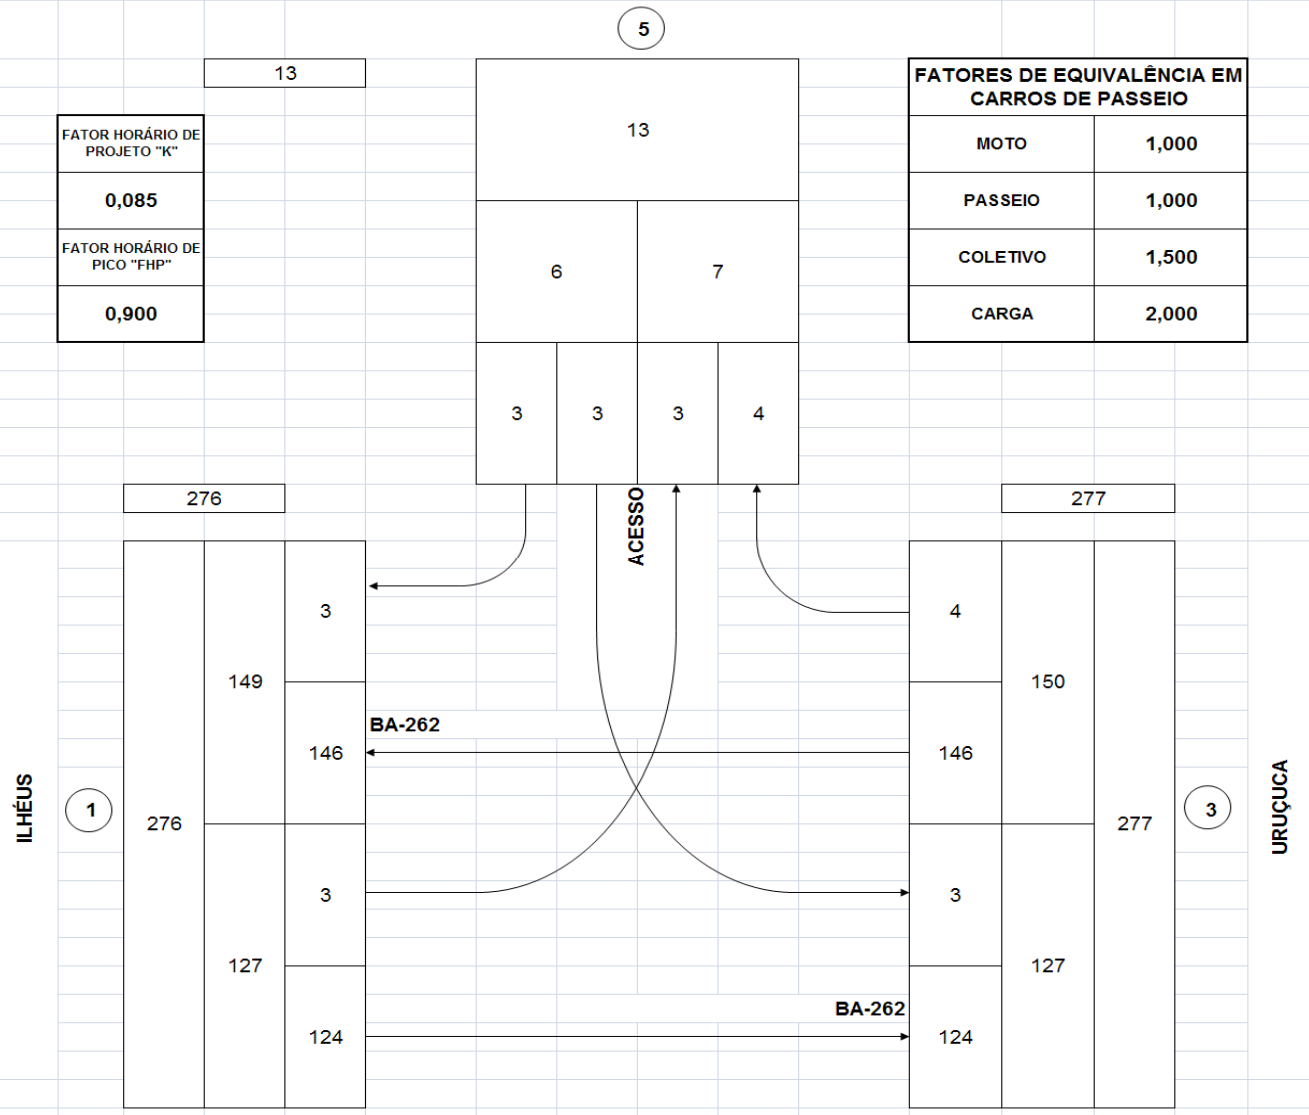 5
13
FATORES DE EQUIVALÊNCIA EM
CARROS DE PASSEIO
FATOR HORÁRIO DE
PROJETO "K"
0,085
FATOR HORÁRIO DE
PICO "FHP"
0,900
13
MOTO 1,000
PASSEIO 1,000
COLETIVO 1,500
CARGA 2,000
6 7
3 3 3 4
276
ACESSO
277
3
149
146
BA-262
4
150
146
ILHÉUS
1
276
277
3
URUÇUCA
3
127
124
3
127
BA-262
124